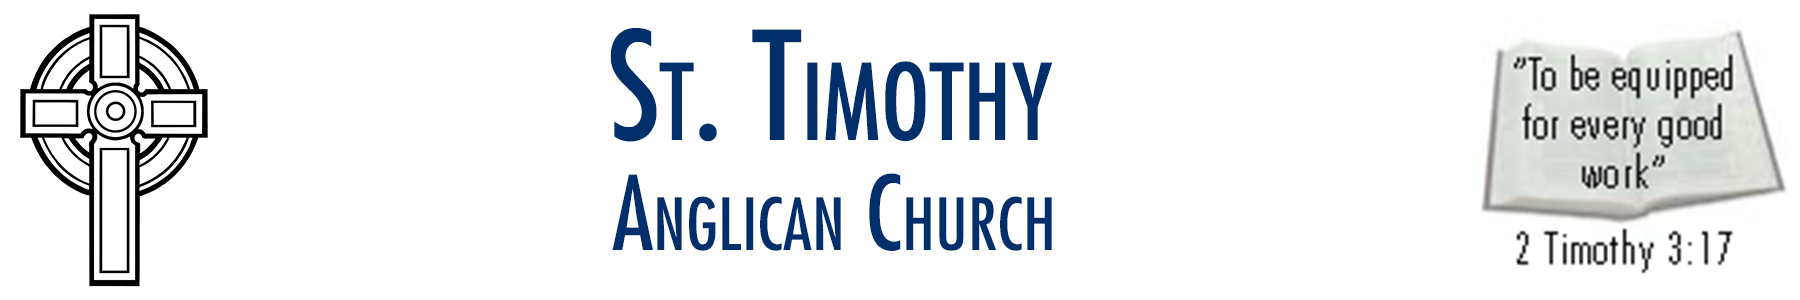 St. Timothy
Anglican Church
"To be equipped
for every good
work"
2 Timothy 3:17